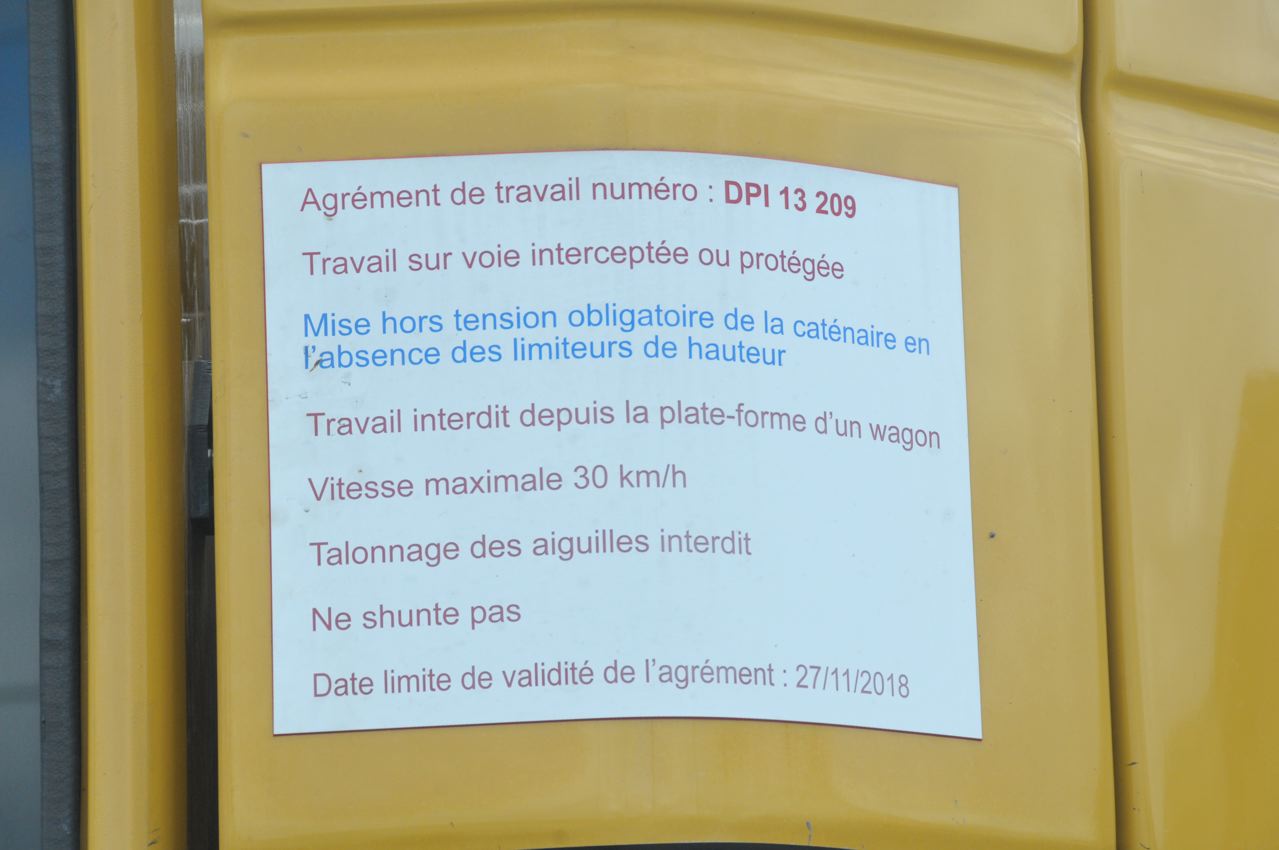 Agrément de travail numéro : DPI 13 209
Travail sur voie interceptée ou protégée
Mise hors tension obligatoire de la caténaire en
l'absence des limiteurs de hauteur
Travail interdit depuis la plate-forme d'un wagon
Vitesse maximale 30 km/h
Talonnage des aiguilles interdit
Ne shunte pas
Date limite de validité de l'agrément : 27/11/2018